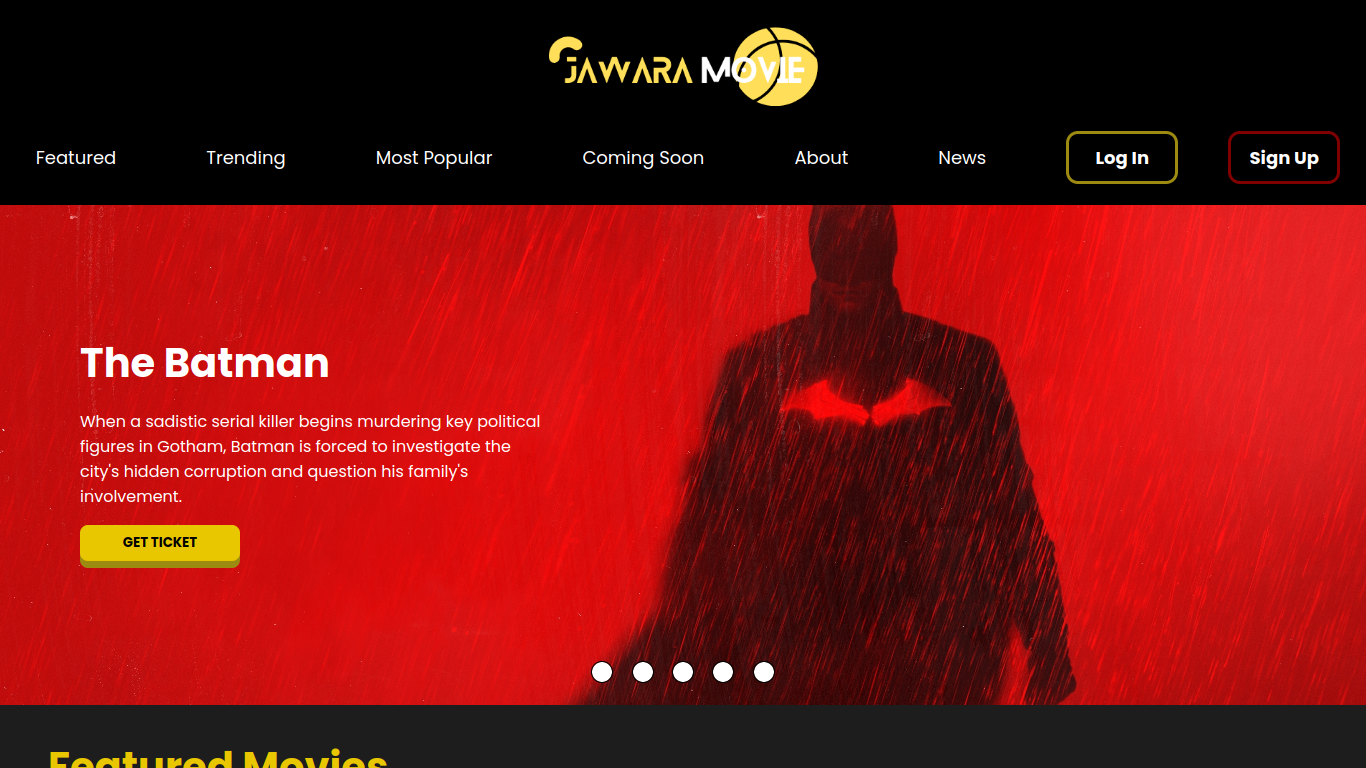 JAWARA MOVIE
Featured Trending Most Popular Coming Soon About News Log In Sign Up
The Batman
When a sadistic serial killer begins murdering key political
figures in Gotham, Batman is forced to investigate the
city's hidden corruption and question his family's
involvement.
GET TICKET
Featured Movies